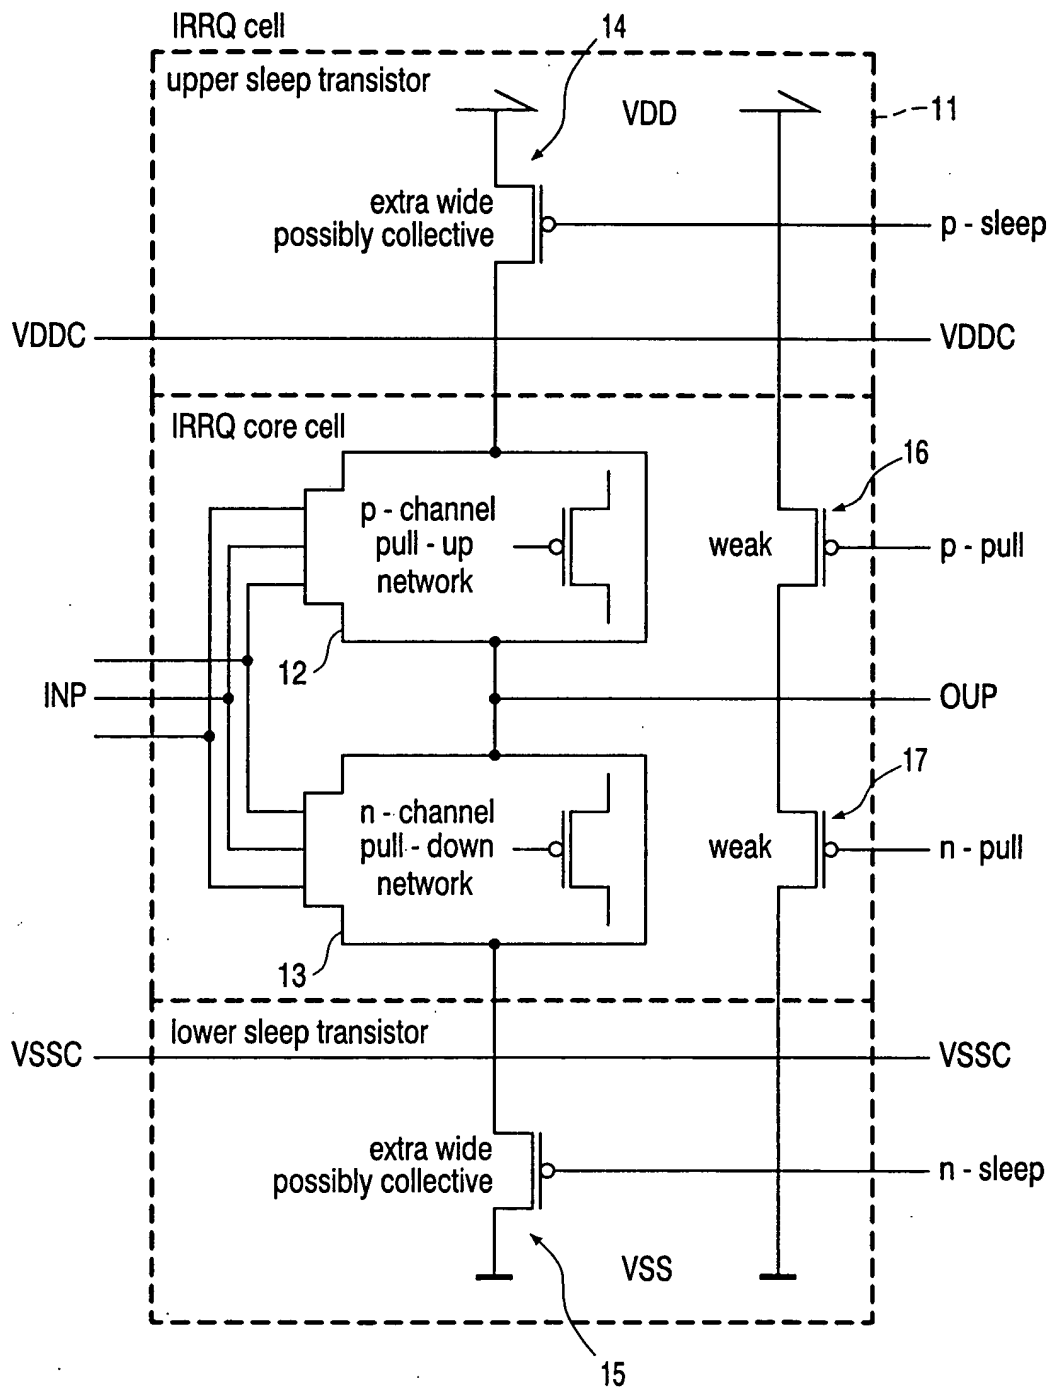 IRRQ cell
14
upper sleep transistor
VDD
11
extra wide
possibly collective
p - sleep
VDDC
VDDC
IRRQ core cell
16
p - channel
pull - up
network
weak
p - pull
12
INP
OUP
17
n - channel
pull - down
network
weak
n - pull
13
lower sleep transistor
VSSC
VSSC
extra wide
possibly collective
n - sleep
VSS
15